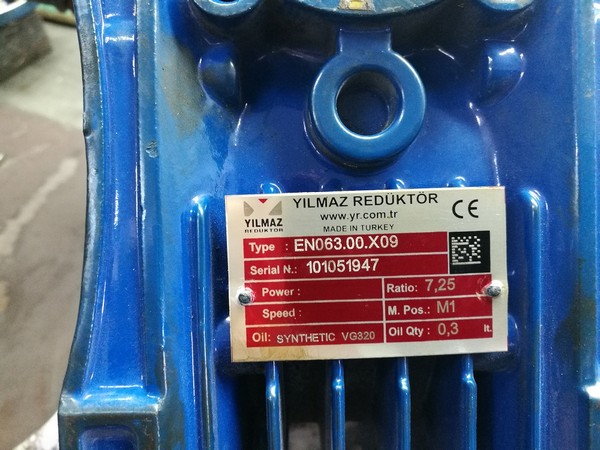 YILMAZ REDÜKTÖR
www.yr.com.tr
MADE IN TURKEY
YILMAZ
REDÜKTÖR
CE
Type : EN063.00.X09
Serial N.: 101051947
Power :
Ratio: 7,25
Speed :
M. Pos.: M1
Oil: SYNTHETIC VG320
Oil Qty : 0,3 lt.